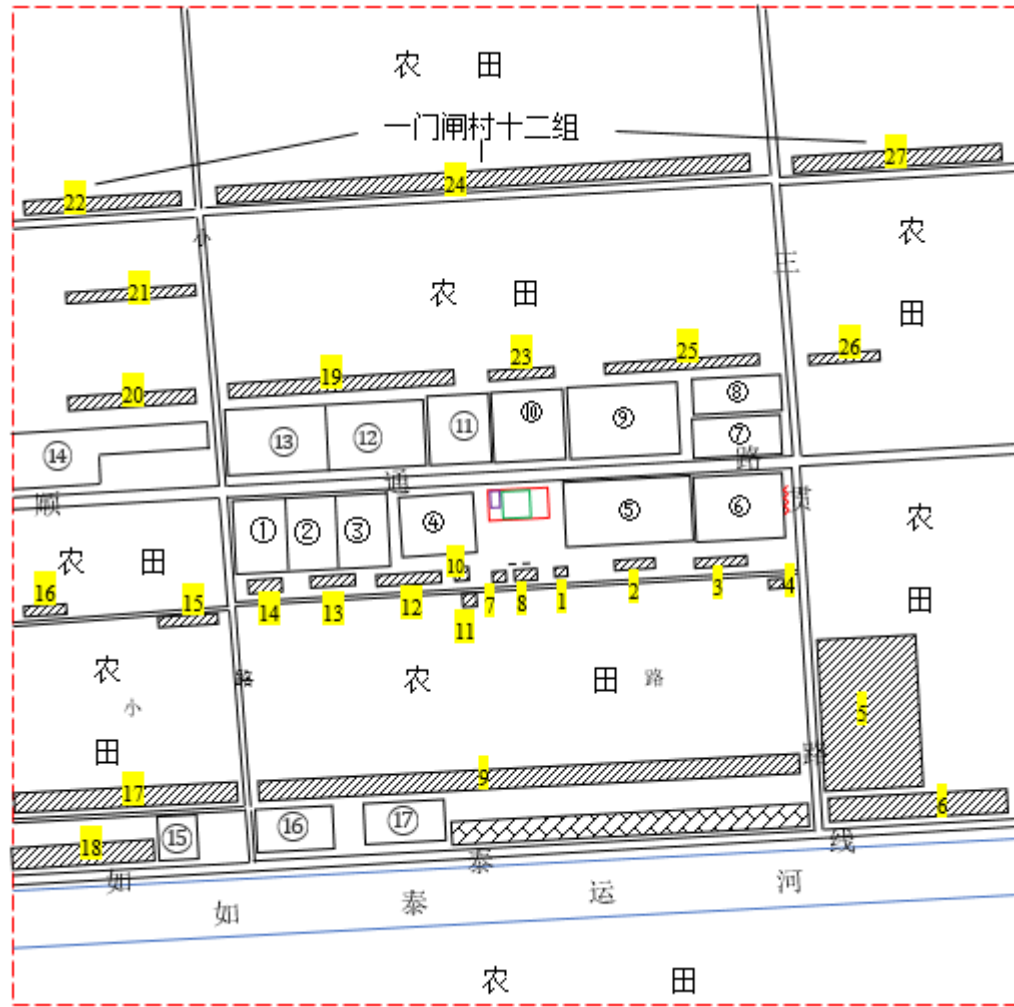 农 田
一门闸村十二组
27
22
24
小
农
田
王
21
农 田
23
25
26
19
20
⑧
⑬
⑫
⑪
⑩
⑨
⑦
⑭
顺
通
路
贯
①
②
③
④
⑤
⑥
农
田
农 田
16
15
14
13
12
10
11
7
8
1
2
3
4
农
田
小
路
农 田
路
5
路
17
9
6
18
⑮
⑯
⑰
如
泰
线
如
泰
运
河
农 田